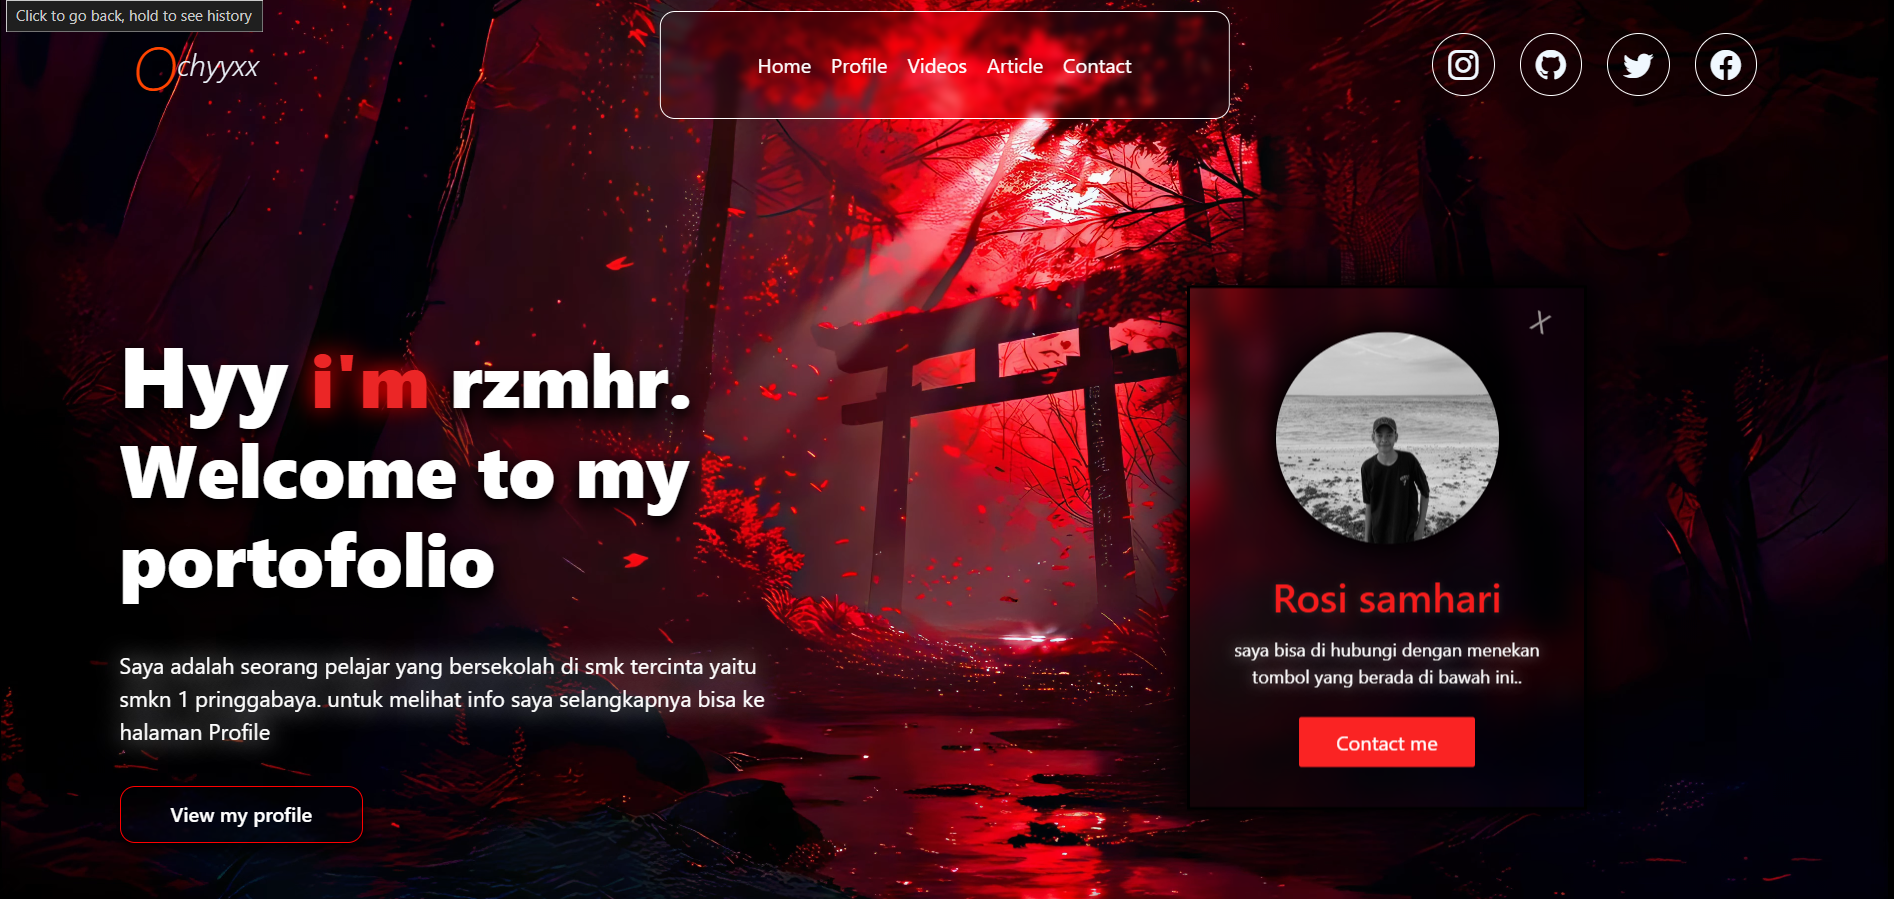 Click to go back, hold to see history
Ochyyxx
Home Profile Videos Article Contact
Hyy i'm rzmhr.
Welcome to my
portofolio
Saya adalah seorang pelajar yang bersekolah di smk tercinta yaitu
smkn 1 pringgabaya. untuk melihat info saya selangkapnya bisa ke
halaman Profile
View my profile
X
Rosi samhari
saya bisa di hubungi dengan menekan
tombol yang berada di bawah ini..
Contact me